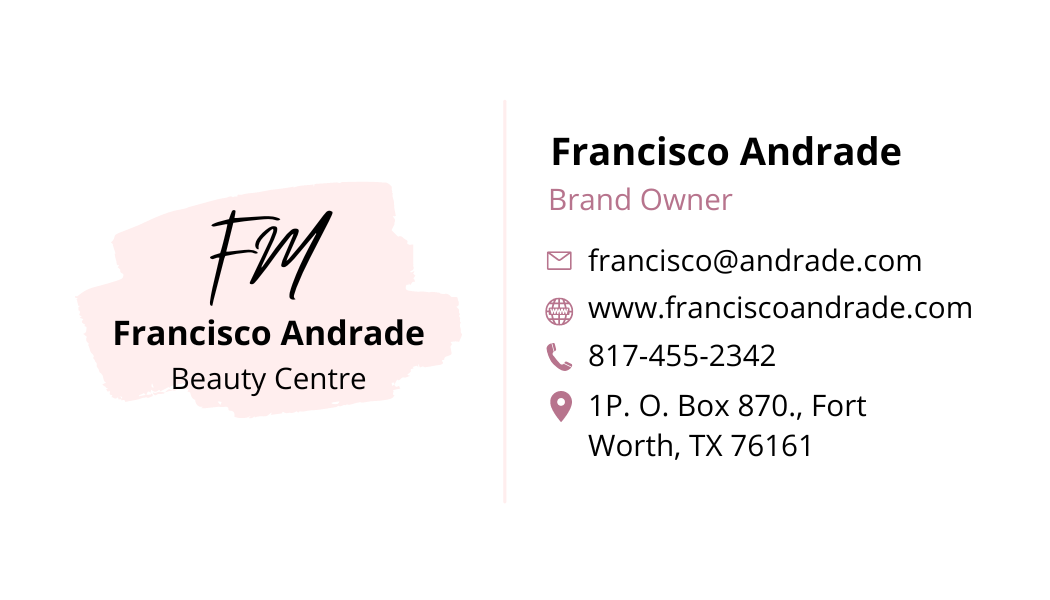 FM
Francisco Andrade
Beauty Centre
Francisco Andrade
Brand Owner
francisco@andrade.com
www.franciscoandrade.com
817-455-2342
1P. O. Box 870., Fort
Worth, TX 76161